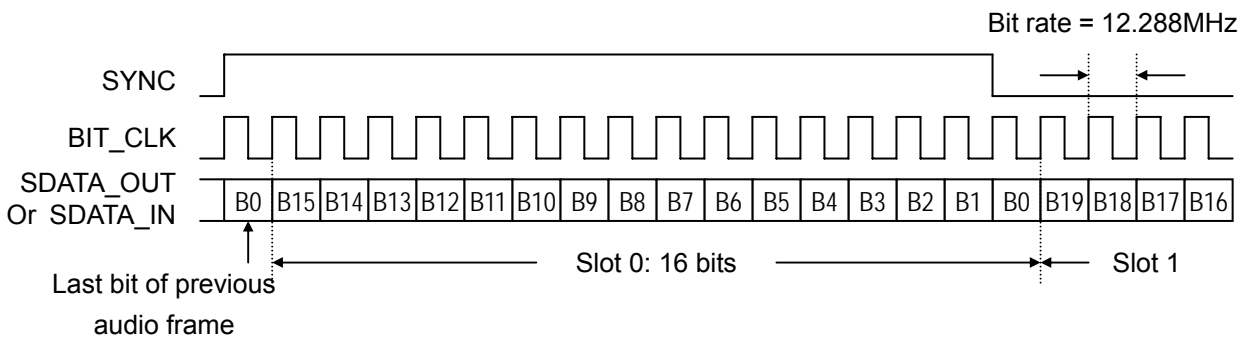 Bit rate = 12.288MHz
SYNC
BIT_CLK
SDATA_OUT
Or SDATA_IN
B0 B15 B14 B13 B12 B11 B10 B9 B8 B7 B6 B5 B4 B3 B2 B1 B0 B19 B18 B17 B16
Slot 0: 16 bits Slot 1
Last bit of previous
audio frame